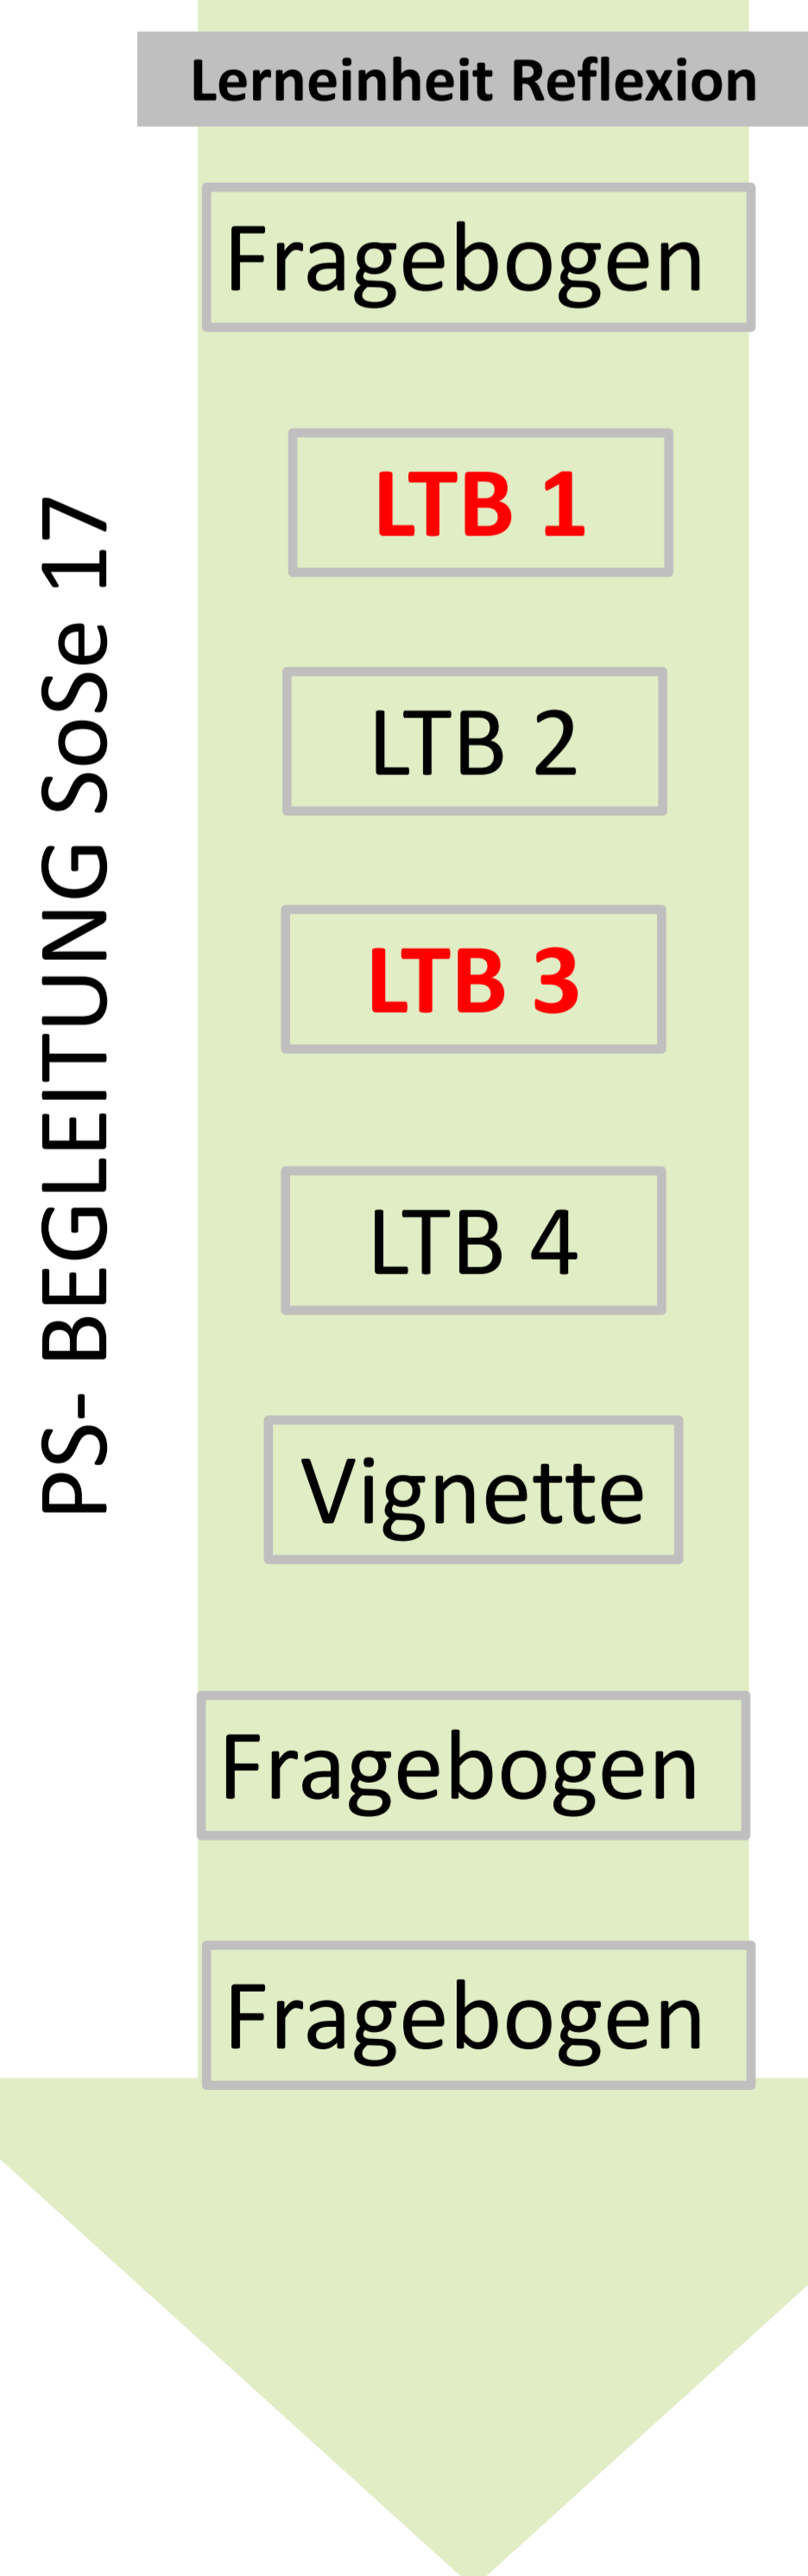 Lerneinheit Reflexion
Fragebogen
LTB 1
LTB 2
LTB 3
LTB 4
Vignette
Fragebogen
Fragebogen
PS- BEGLEITUNG SoSe 17